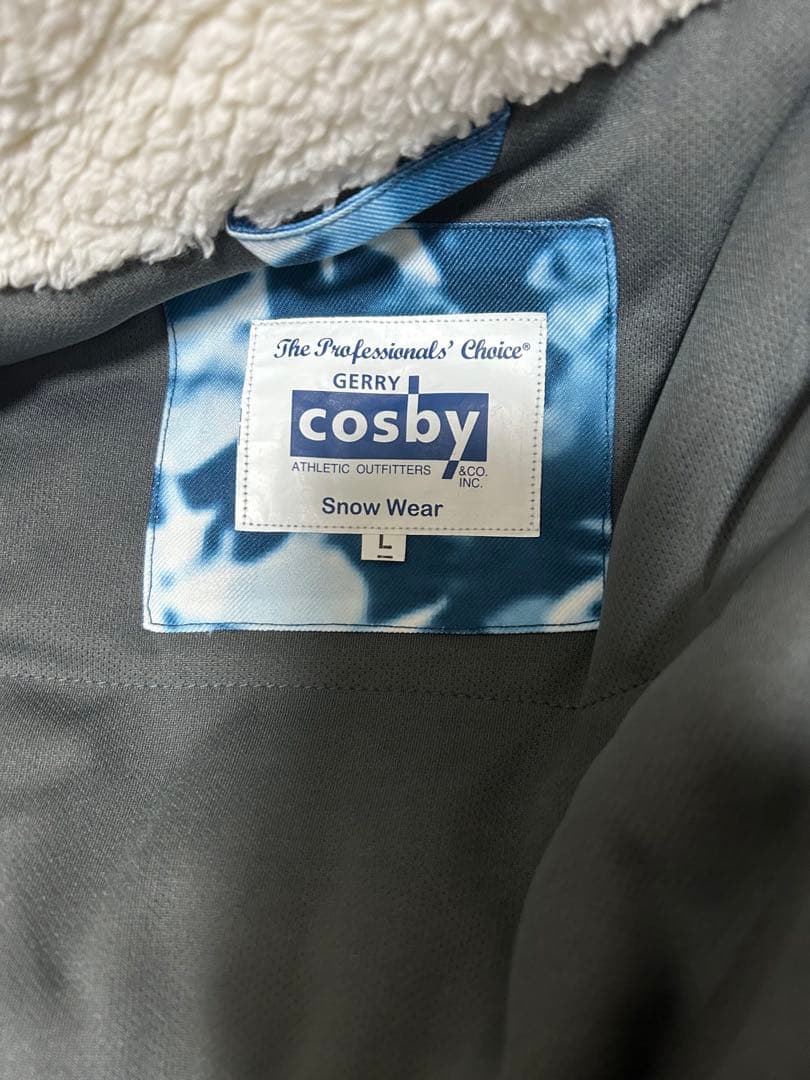 The Professionals' Choice®
GERRY
cosby
ATHLETIC OUTFITTERS &CO.
INC.
Snow Wear
L